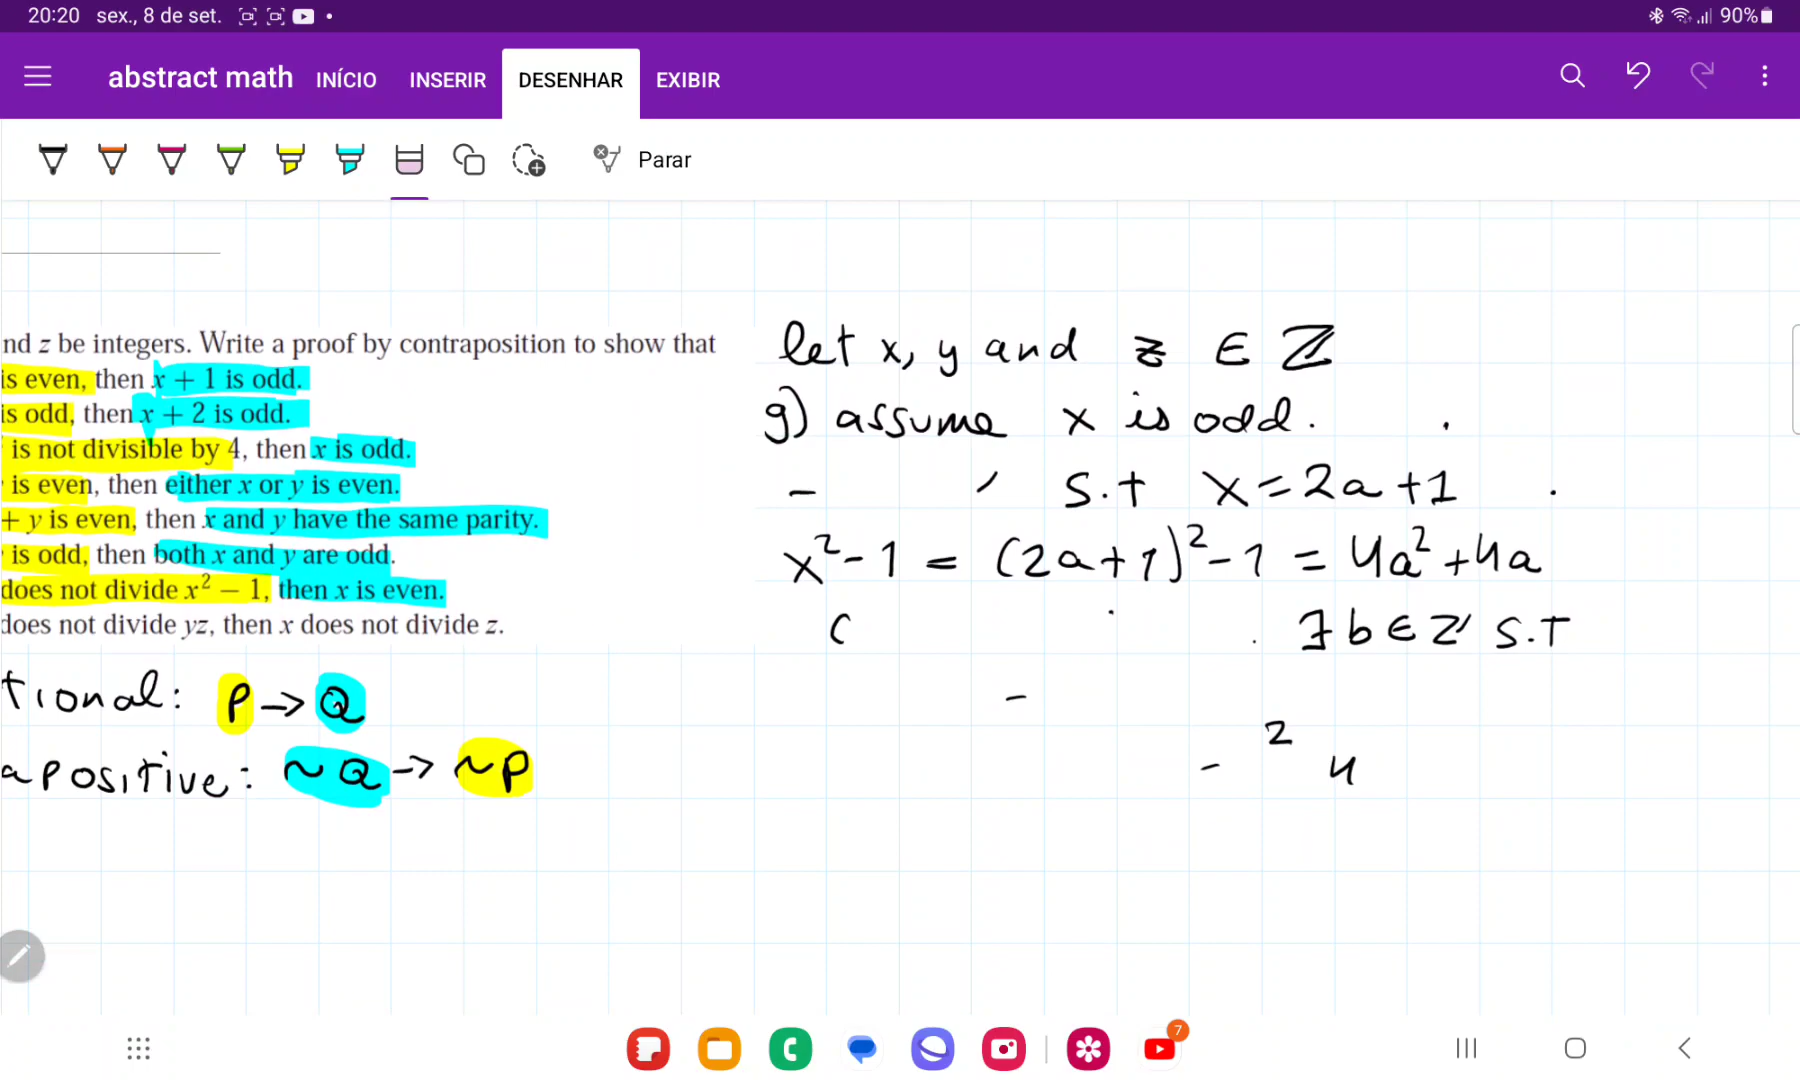 20:20 sex., 8 de set.
90%
abstract math INÍCIO INSERIR DESENHAR EXIBIR
Parar
nd z be integers. Write a proof by contraposition to show that
is even, then x + 1 is odd.
is odd, then x + 2 is odd.
is not divisible by 4, then x is odd.
is even, then either x or y is even.
+ y is even, then x and y have the same parity.
is odd, then both x and y are odd.
does not divide x² − 1, then x is even.
does not divide yz, then x does not divide z.
tional: P → Q
apositive: ~Q → ~P
let x, y and z ∈ ℤ
g) assume x is odd.
s.t x = 2a + 1
x² - 1 = (2a + 1)² - 1 = 4a² + 4a
∃ b ∈ Z s.t
2
4
7